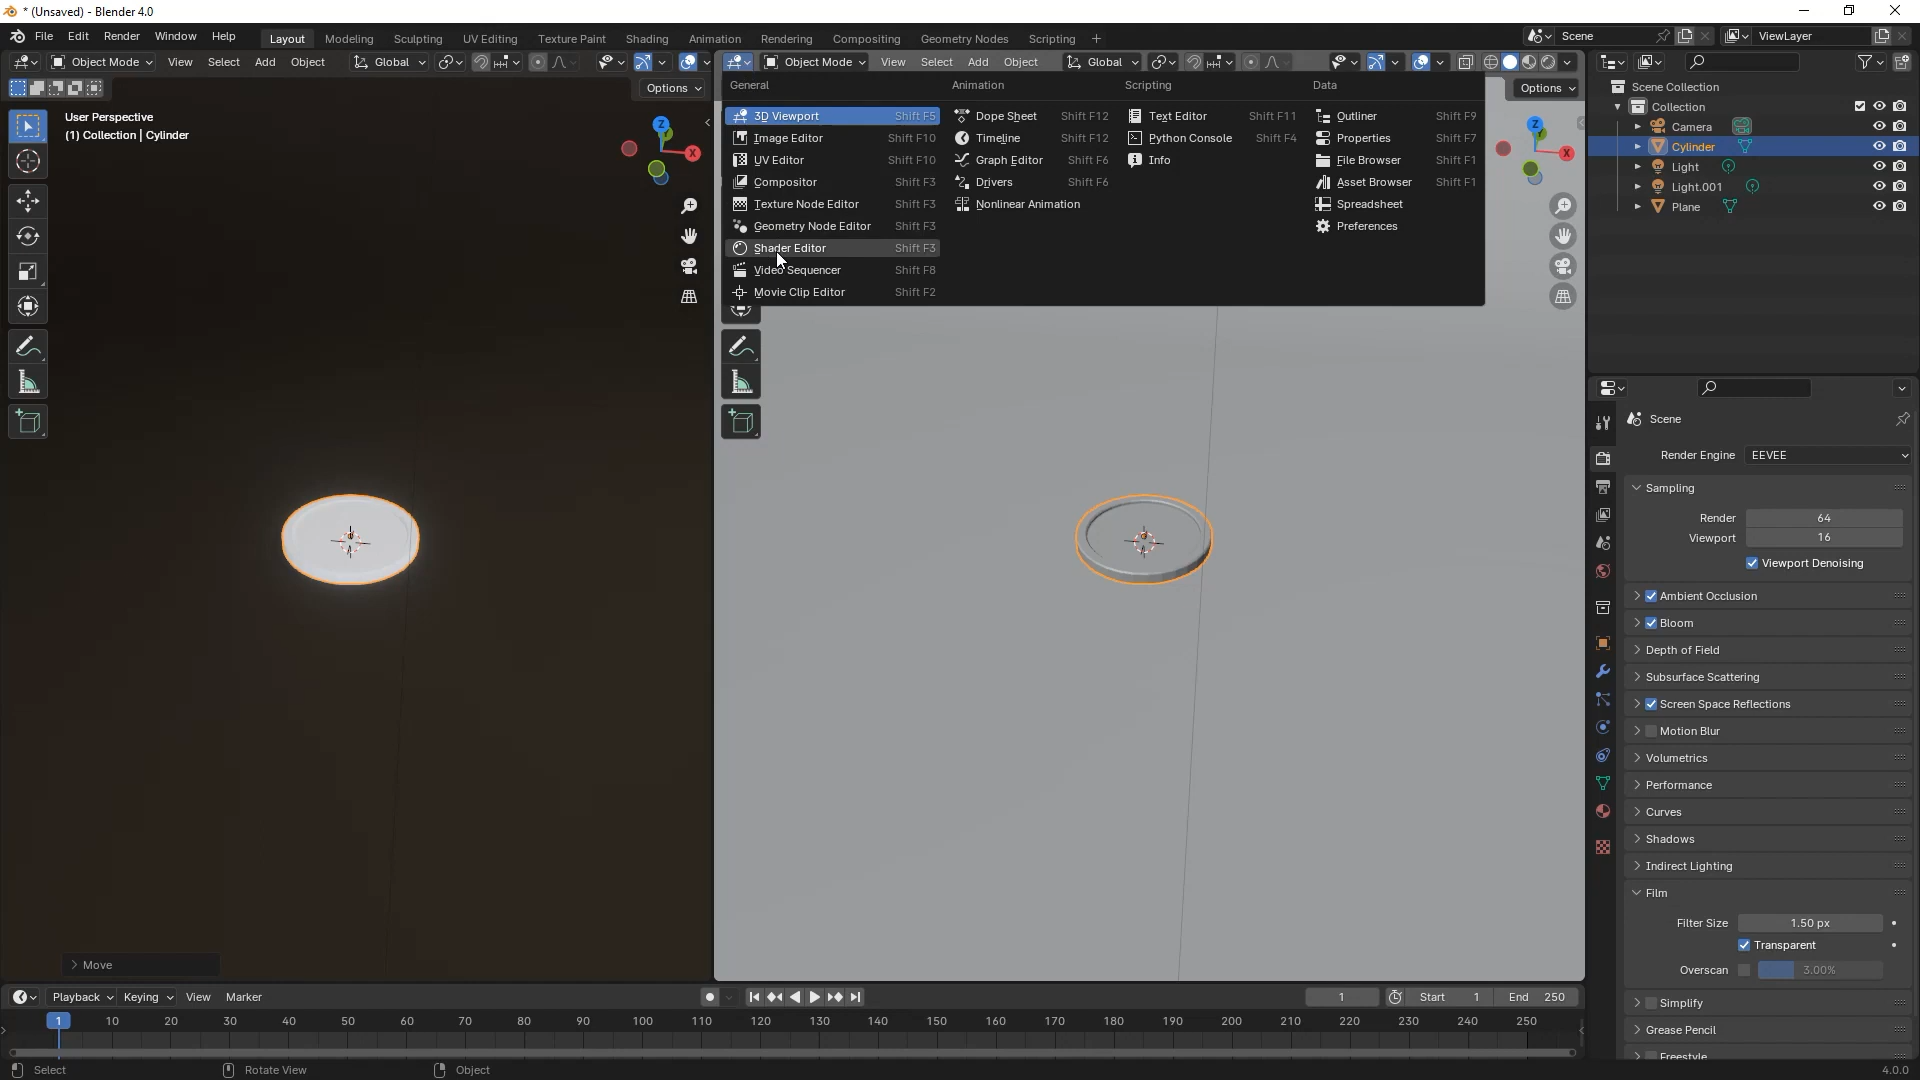 * (Unsaved) - Blender 4.0
File Edit Render Window Help
Layout Modeling Sculpting UV Editing Texture Paint Shading Animation Rendering Compositing Geometry Nodes Scripting +
Scene
ViewLayer
Object Mode View Select Add Object Global
Object Mode View Select Add Object Global
Options
Options
User Perspective
(1) Collection | Cylinder
Z
X
Z
X
General
3D Viewport Shift F5
Image Editor Shift F10
UV Editor Shift F10
Compositor Shift F3
Texture Node Editor Shift F3
Geometry Node Editor Shift F3
Shader Editor Shift F3
Video Sequencer Shift F8
Movie Clip Editor Shift F2
Animation
Dope Sheet Shift F12
Timeline Shift F12
Graph Editor Shift F6
Drivers Shift F6
Nonlinear Animation
Scripting
Text Editor Shift F11
Python Console Shift F4
Info
Data
Outliner Shift F9
Properties Shift F7
File Browser Shift F1
Asset Browser Shift F1
Spreadsheet
Preferences
Scene Collection
Collection
Camera
Cylinder
Light
Light.001
Plane
Scene
Render Engine EEVEE
Sampling
Render 64
Viewport 16
Viewport Denoising
Ambient Occlusion
Bloom
Depth of Field
Subsurface Scattering
Screen Space Reflections
Motion Blur
Volumetrics
Performance
Curves
Shadows
Indirect Lighting
Film
Filter Size 1.50 px
Transparent
Overscan 3.00%
Simplify
Grease Pencil
Freestyle
Move
Playback Keying View Marker
1
Start 1
End 250
1 10 20 30 40 50 60 70 80 90 100 110 120 130 140 150 160 170 180 190 200 210 220 230 240 250
Select
Rotate View
Object
4.0.0